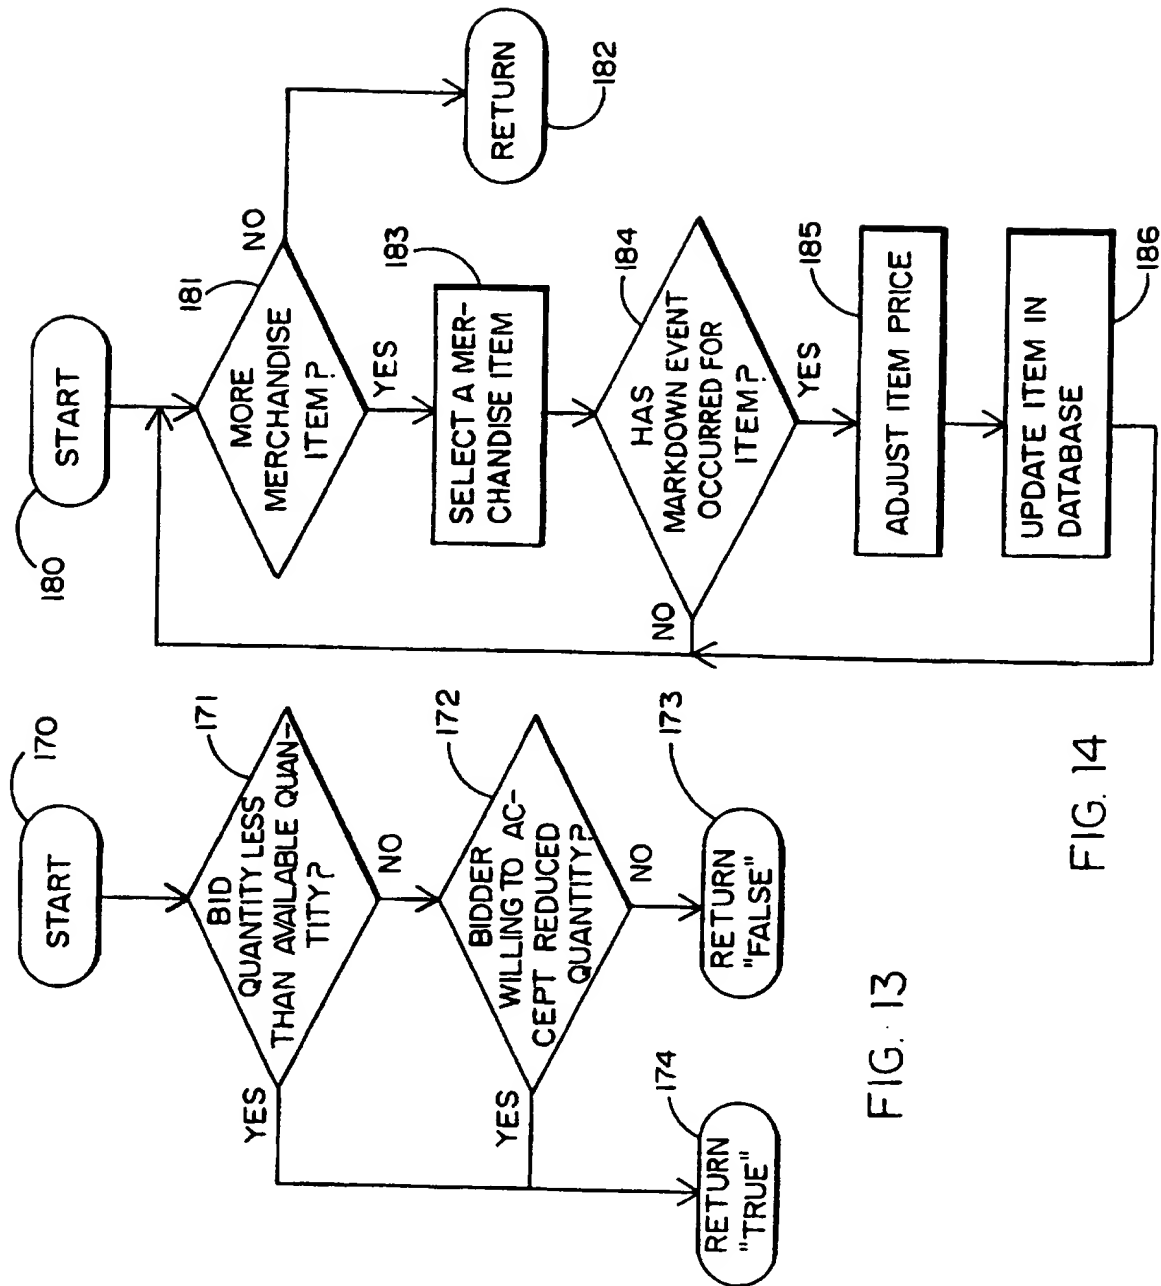 170
START
171
BID
QUANTITY LESS
THAN AVAILABLE QUAN-
TITY?
YES
NO
172
BIDDER
WILLING TO AC-
CEPT REDUCED
QUANTITY?
YES
NO
173
RETURN
"FALSE"
174
RETURN
"TRUE"
FIG. 13
180
START
181
MORE
MERCHANDISE
ITEM?
NO
YES
RETURN
182
183
SELECT A MER-
CHANDISE ITEM
184
HAS
MARKDOWN EVENT
OCCURRED FOR
ITEM?
NO
YES
185
ADJUST ITEM PRICE
186
UPDATE ITEM IN
DATABASE
FIG. 14